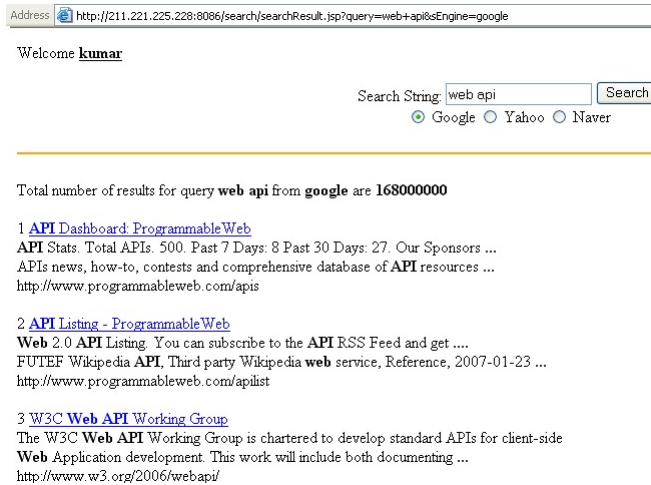 Address http://211.221.225.228:8086/search/searchResult.jsp?query=web+api&sEngine=google
Welcome kumar
Search String: web api Search
Google Yahoo Naver
Total number of results for query web api from google are 168000000
1 API Dashboard: ProgrammableWeb
API Stats. Total APIs. 500. Past 7 Days: 8 Past 30 Days: 27. Our Sponsors ...
APIs news, how-to, contests and comprehensive database of API resources ...
http://www.programmableweb.com/apis
2 API Listing - ProgrammableWeb
Web 2.0 API Listing. You can subscribe to the API RSS Feed and get ....
FUTEF Wikipedia API, Third party Wikipedia web service, Reference, 2007-01-23 ...
http://www.programmableweb.com/apilist
3 W3C Web API Working Group
The W3C Web API Working Group is chartered to develop standard APIs for client-side
Web Application development. This work will include both documenting ...
http://www.w3.org/2006/webapi/